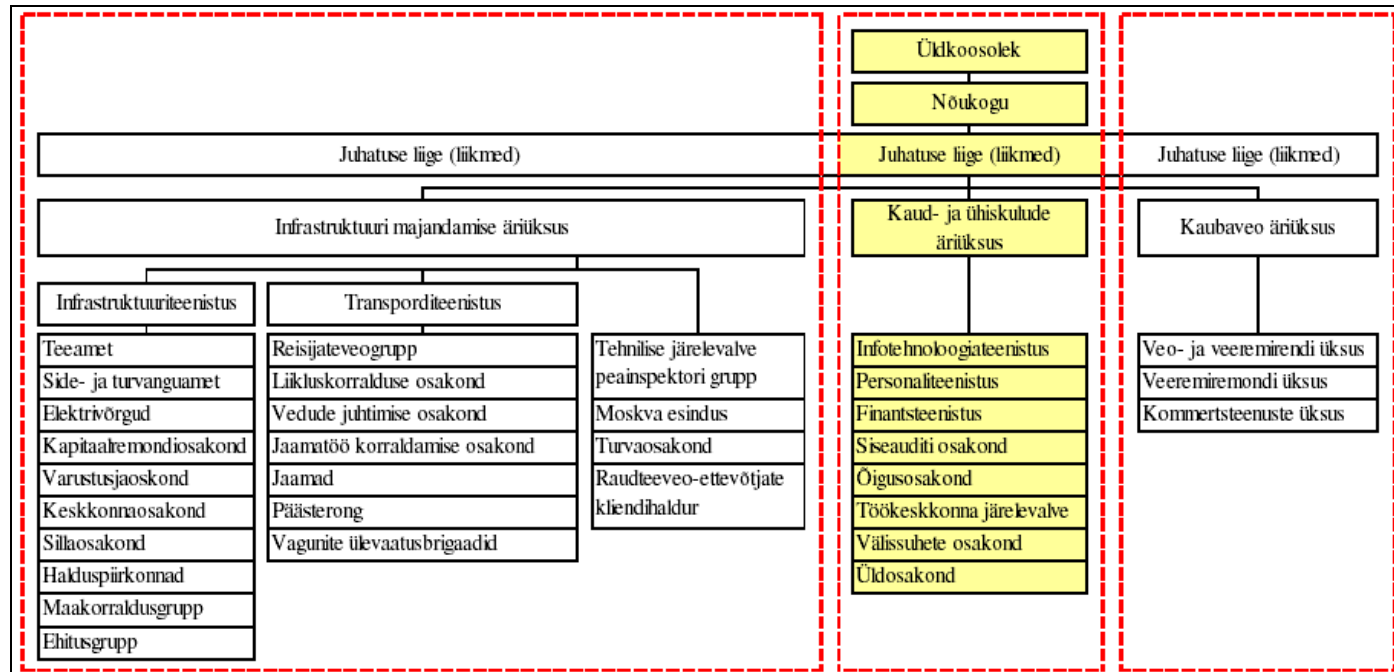 Üldkoosolek
Nõukogu
Juhatuse liige (liikmed)
Juhatuse liige (liikmed)
Juhatuse liige (liikmed)
Infrastruktuuri majandamise äriüksus
Kaud- ja ühiskulude
äriüksus
Kaubaveo äriüksus
Infrastruktuuriteenistus
Transporditeenistus
Teeamet
Side- ja turvanguamet
Elektrivõrgud
Kapitaalremondiosakond
Varustusjaoskond
Keskkonnaosakond
Sillaosakond
Halduspiirkonnad
Maakorraldusgrupp
Ehitusgrupp
Reisijateveogrupp
Liikluskorralduse osakond
Vedude juhtimise osakond
Jaamatöö korraldamise osakond
Jaamad
Päästerong
Vagunite ülevaatusbrigaadid
Tehnilise järelevalve
peainspektori grupp
Moskva esindus
Turvaosakond
Raudteeveo-ettevõtjate
kliendihaldur
Infotehnoloogiateenistus
Personaliteenistus
Finantsteenistus
Siseauditi osakond
Õigusosakond
Töökeskkonna järelevalve
Välissuhete osakond
Üldosakond
Veo- ja veeremirendi üksus
Veeremiremondi üksus
Kommertsteenuste üksus